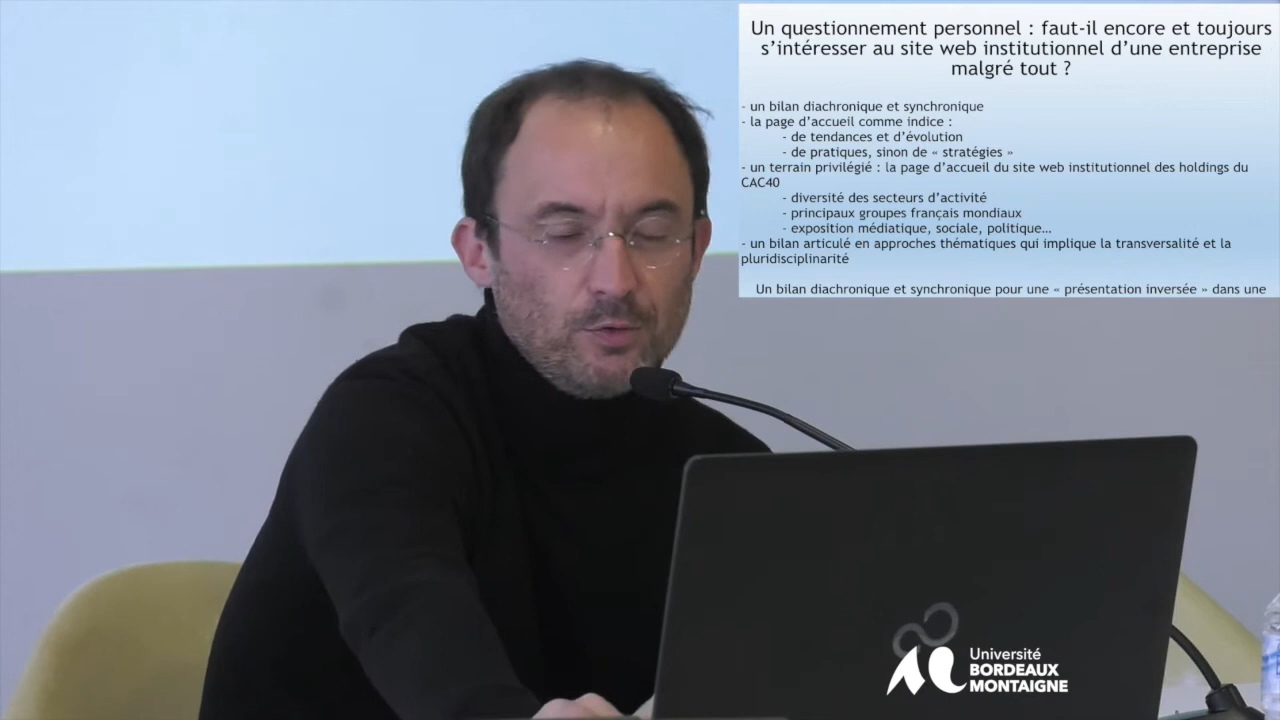 Un questionnement personnel : faut-il encore et toujours
s'intéresser au site web institutionnel d'une entreprise
malgré tout ?
- un bilan diachronique et synchronique
- la page d'accueil comme indice :
- de tendances et d'évolution
- de pratiques, sinon de « stratégies »
- un terrain privilégié : la page d'accueil du site web institutionnel des holdings du
CAC40
- diversité des secteurs d'activité
- principaux groupes français mondiaux
- exposition médiatique, sociale, politique…
- un bilan articulé en approches thématiques qui implique la transversalité et la
pluridisciplinarité
Un bilan diachronique et synchronique pour une « présentation inversée » dans une
Université
BORDEAUX
MONTAIGNE